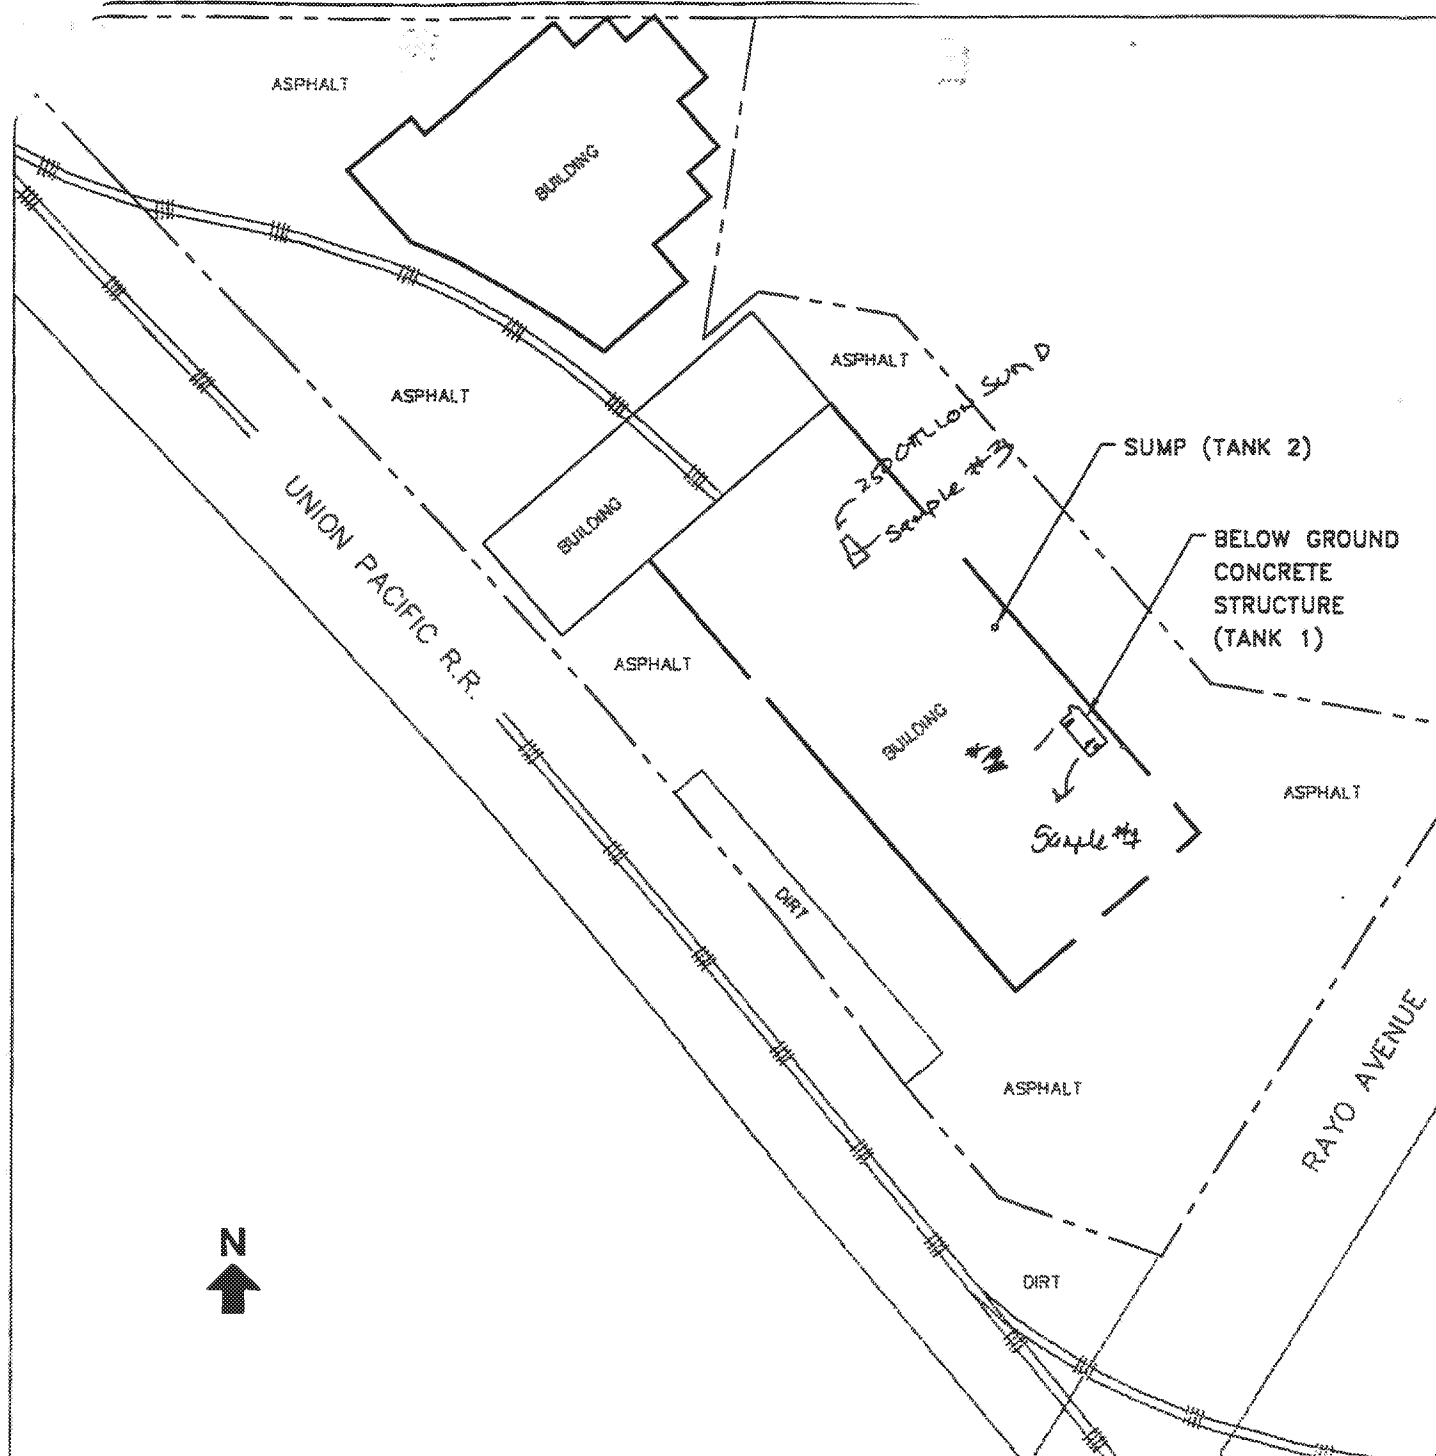 ASPHALT
BUILDING
ASPHALT
ASPHALT
250 GALLON SUMP
Sample #3
SUMP (TANK 2)
BUILDING
BELOW GROUND
CONCRETE
STRUCTURE
(TANK 1)
UNION PACIFIC R.R.
ASPHALT
BUILDING
ASPHALT
Sample #1
DIRT
RAYO AVENUE
ASPHALT
N
DIRT